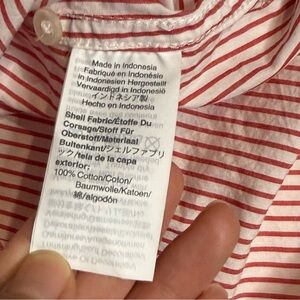 Made in Indonesia
Fabriqué en Indonésie
in Indonesien Hergestellt
Vervaardigd in Indonesië
インドネシア製
Hecho en Indonesia
Shell Fabric/Étoffe Du
Corsage/Stoff Für
Oberstoff/Materiaal
Buitenkant/シェルファブリ
ック/tela de la capa
exterior:
100% Cotton/Coton/
Baumwolle/Katoen/
綿/algodón